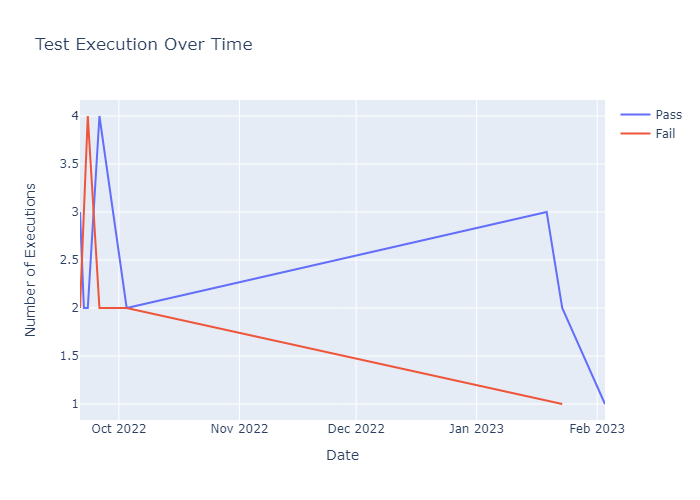 Test Execution Over Time
Pass
Fail
4
3.5
3
2.5
2
1.5
1
Number of Executions
Oct 2022
Nov 2022
Dec 2022
Jan 2023
Feb 2023
Date